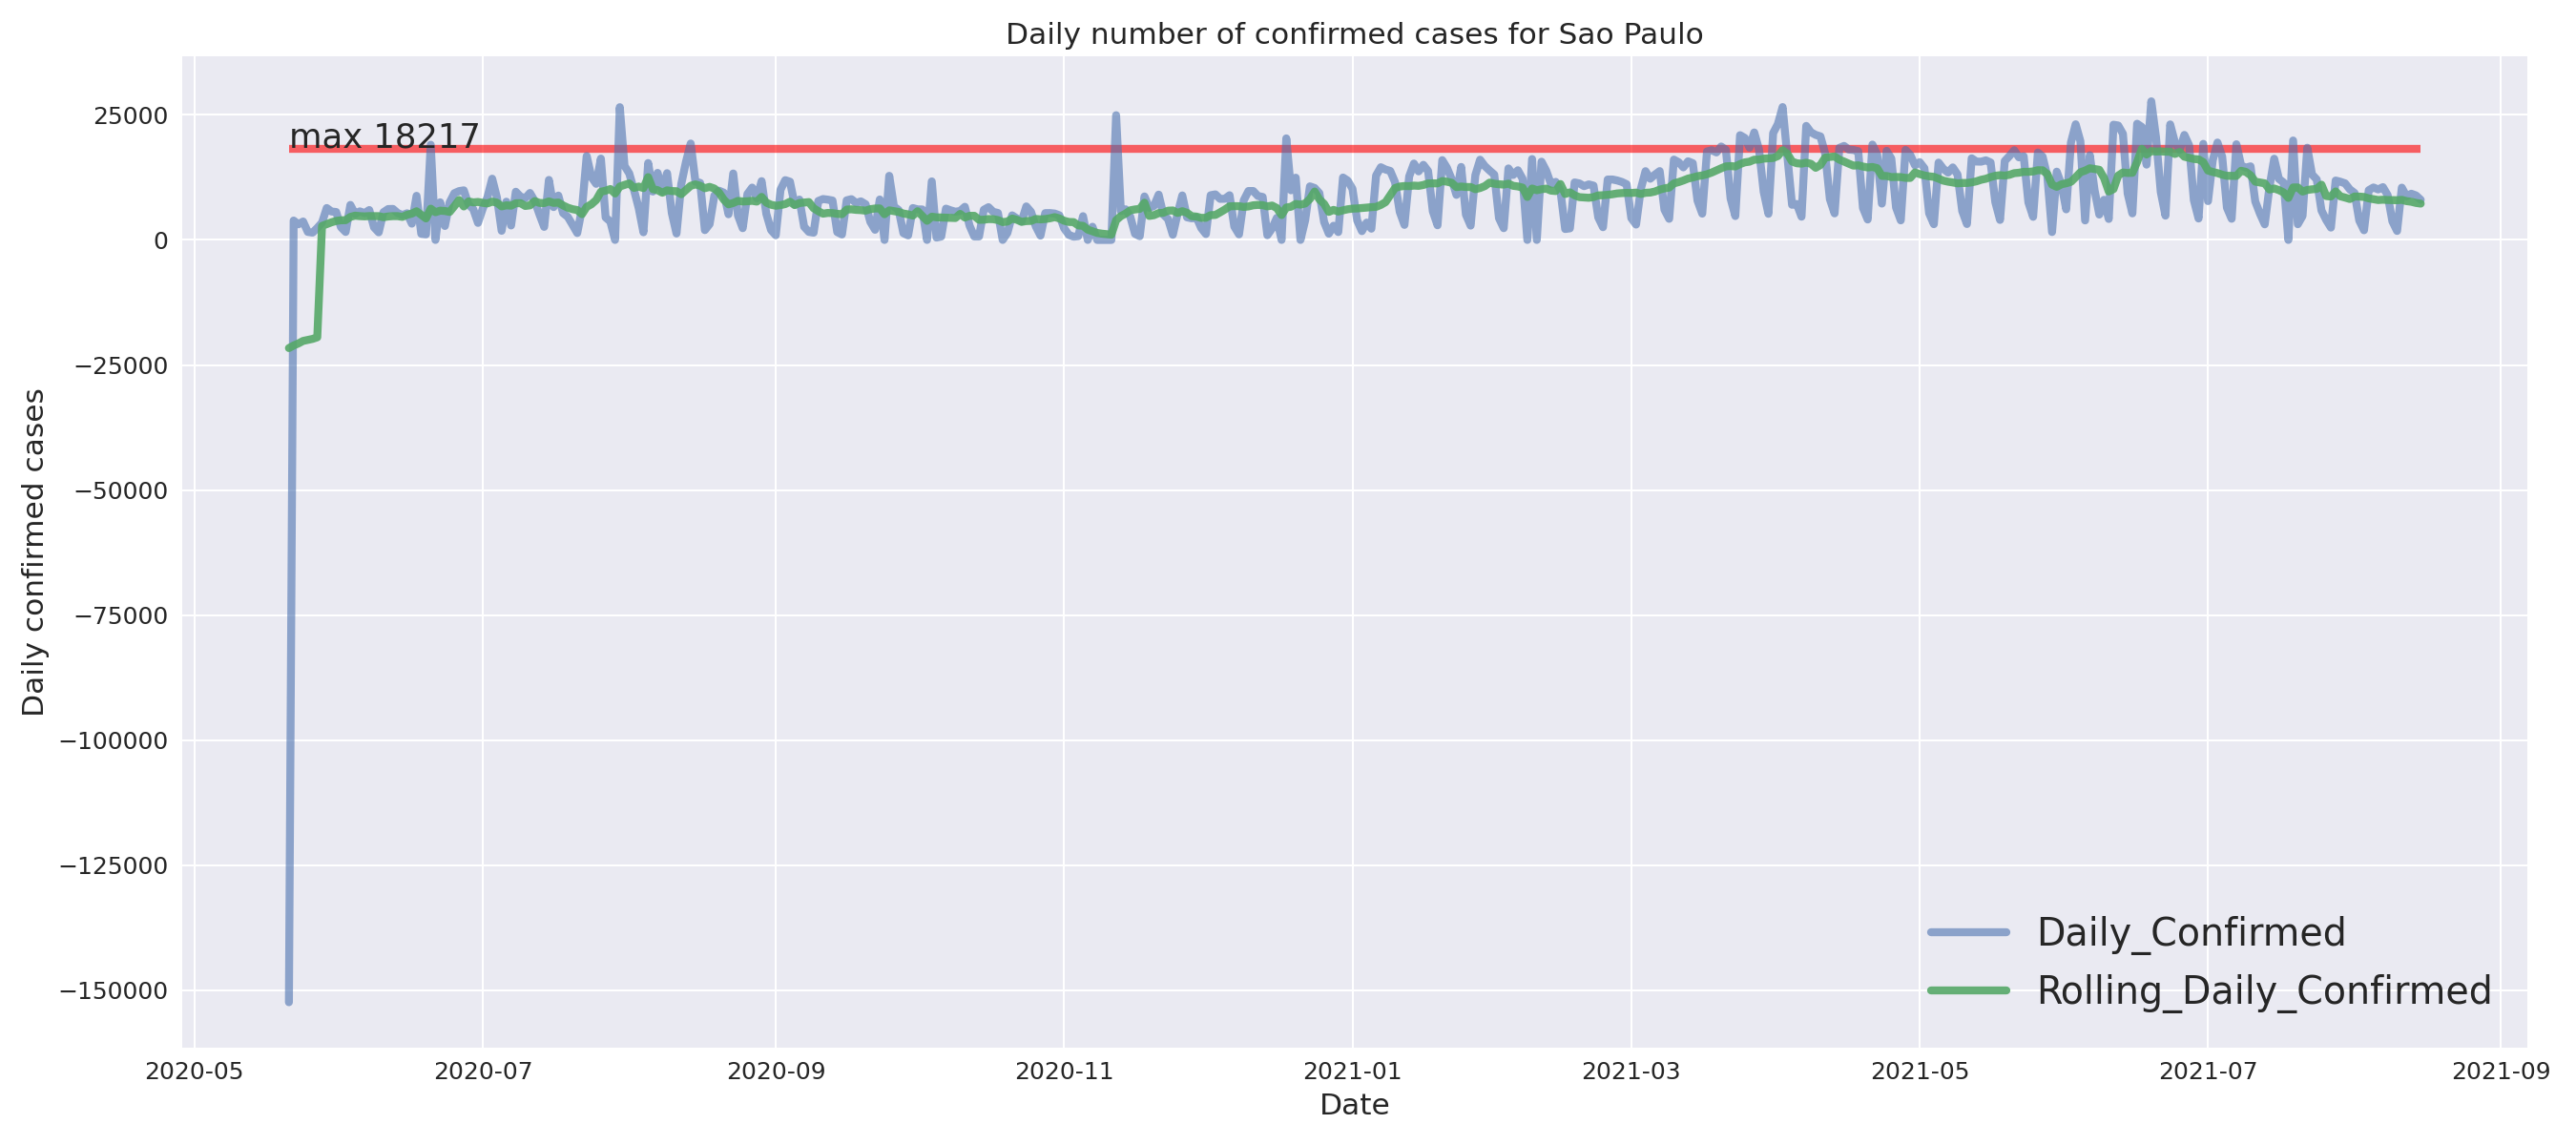 Daily number of confirmed cases for Sao Paulo
Daily confirmed cases
25000
0
−25000
−50000
−75000
−100000
−125000
−150000
max 18217
Daily_Confirmed
Rolling_Daily_Confirmed
2020-05 2020-07 2020-09 2020-11 2021-01 2021-03 2021-05 2021-07 2021-09
Date